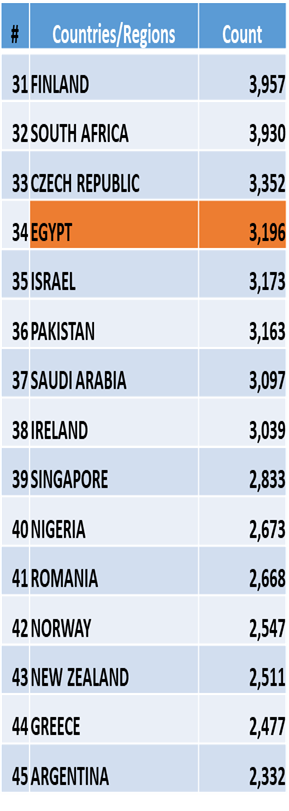 # Countries/Regions Count
31 FINLAND 3,957
32 SOUTH AFRICA 3,930
33 CZECH REPUBLIC 3,352
34 EGYPT 3,196
35 ISRAEL 3,173
36 PAKISTAN 3,163
37 SAUDI ARABIA 3,097
38 IRELAND 3,039
39 SINGAPORE 2,833
40 NIGERIA 2,673
41 ROMANIA 2,668
42 NORWAY 2,547
43 NEW ZEALAND 2,511
44 GREECE 2,477
45 ARGENTINA 2,332